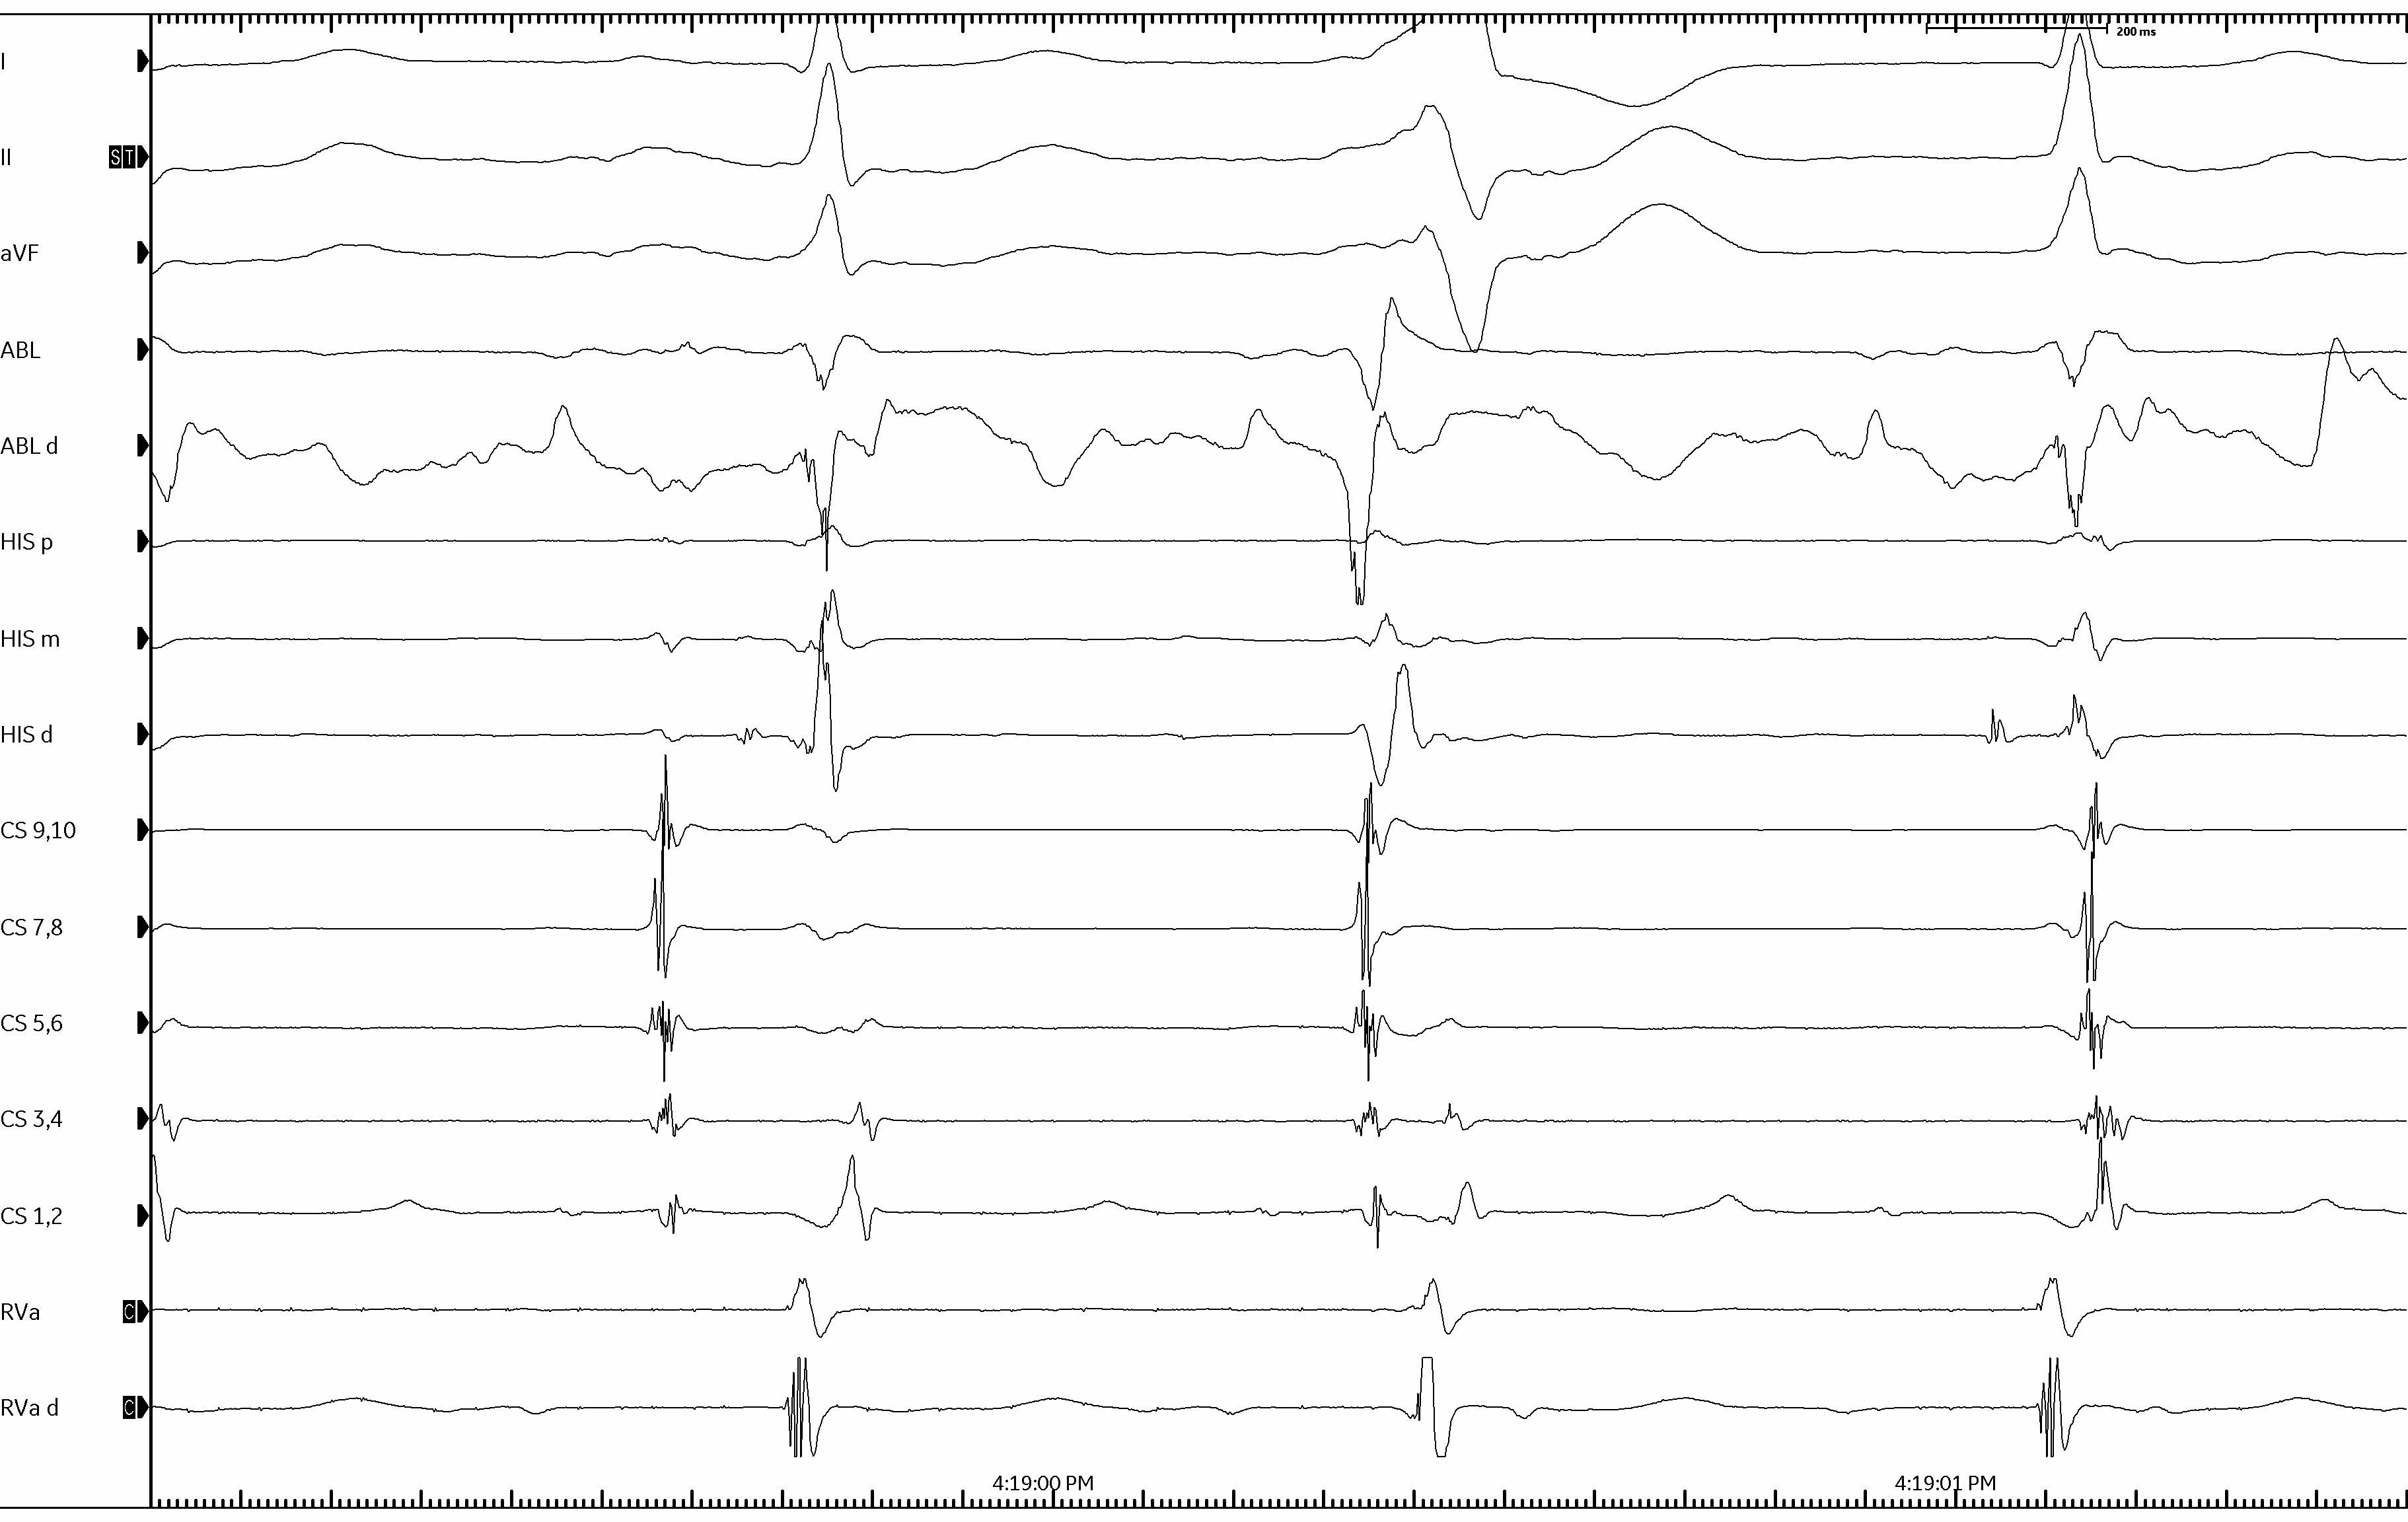 I
200 ms
II ST
aVF
ABL
ABL d
HIS p
HIS m
HIS d
CS 9,10
CS 7,8
CS 5,6
CS 3,4
CS 1,2
RVa C
RVa d C
4:19:00 PM 4:19:01 PM